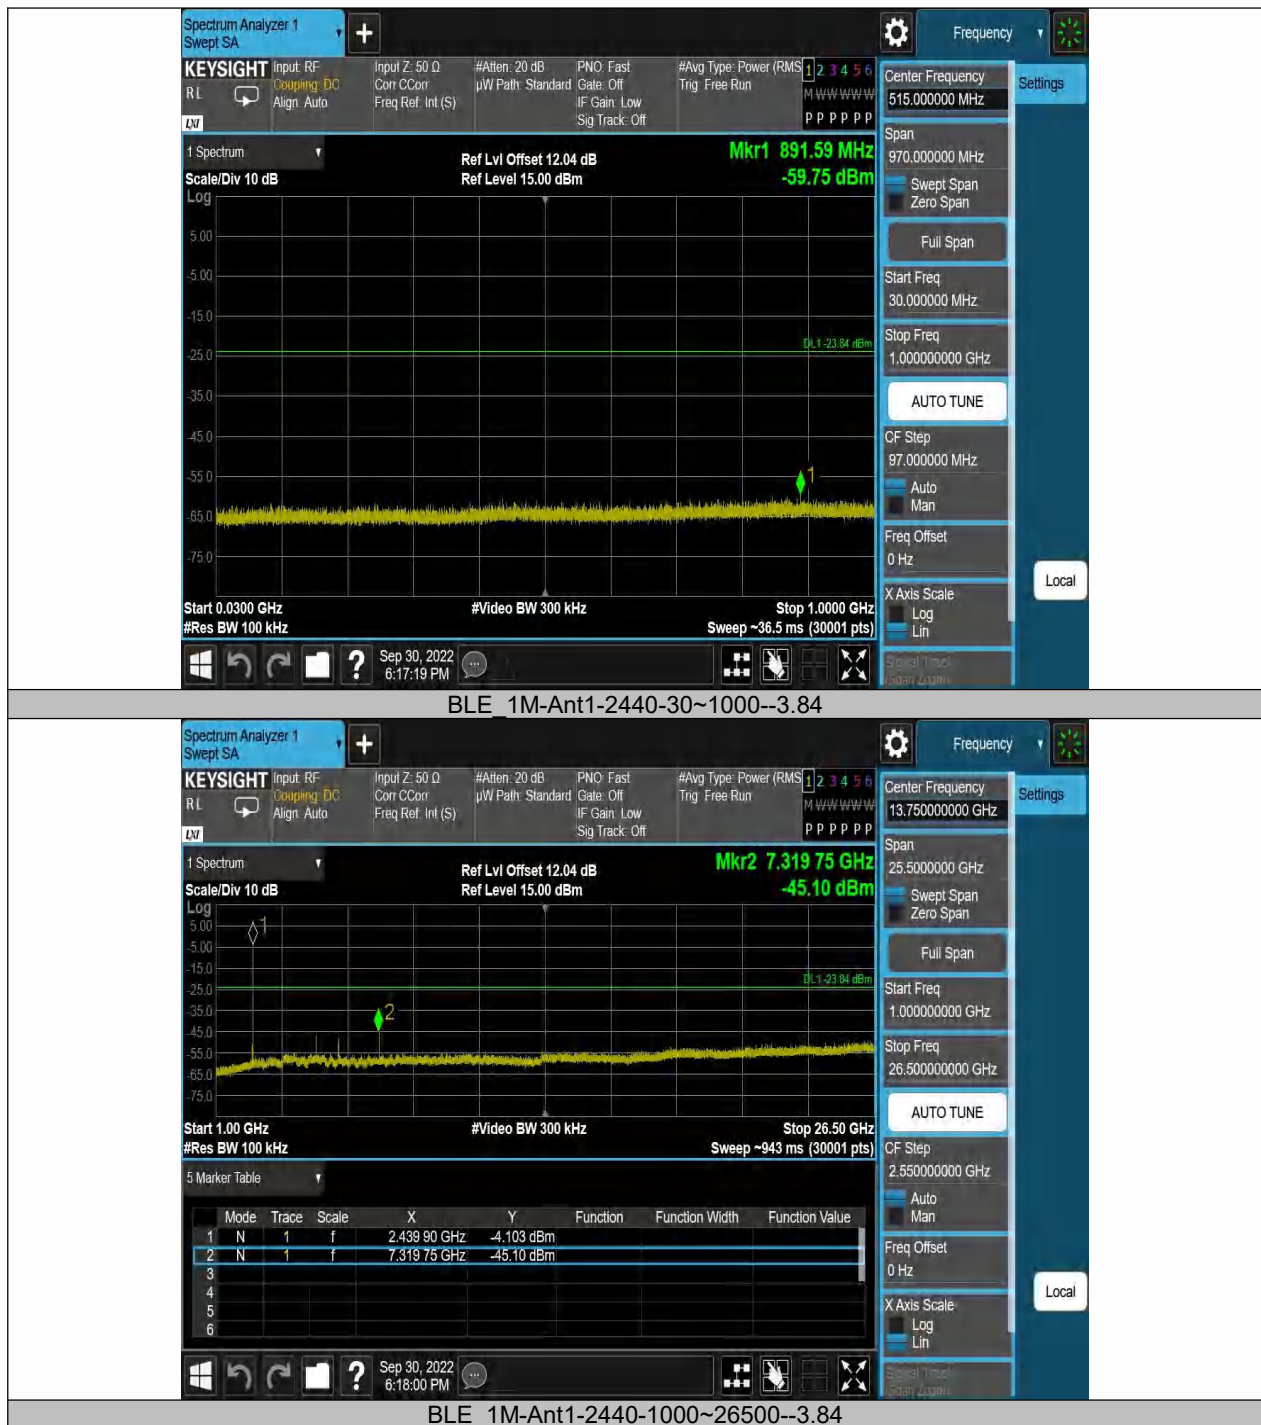 Spectrum Analyzer 1
Swept SA
Frequency
KEYSIGHT
RL
LXI
Input: RF
Coupling: DC
Align: Auto
Input Z: 50 Ω
Corr CCorr
Freq Ref: Int (S)
#Atten: 20 dB
µW Path: Standard
PNO: Fast
Gate: Off
IF Gain: Low
Sig Track: Off
#Avg Type: Power (RMS
Trig: Free Run
1 2 3 4 5 6
M W W W W W
P P P P P P
1 Spectrum
Scale/Div 10 dB
Ref Lvl Offset 12.04 dB
Ref Level 15.00 dBm
Mkr1 891.59 MHz
-59.75 dBm
Log
5.00
-5.00
-15.0
DL1 -23.84 dBm
-25.0
-35.0
-45.0
-55.0
1
-65.0
-75.0
Start 0.0300 GHz
#Res BW 100 kHz
#Video BW 300 kHz
Stop 1.0000 GHz
Sweep ~36.5 ms (30001 pts)
Sep 30, 2022
6:17:19 PM
Center Frequency
515.000000 MHz
Settings
Span
970.000000 MHz
Swept Span
Zero Span
Full Span
Start Freq
30.000000 MHz
Stop Freq
1.000000000 GHz
AUTO TUNE
CF Step
97.000000 MHz
Auto
Man
Freq Offset
0 Hz
Local
X Axis Scale
Log
Lin
Signal Track
(Span Zoom)
BLE_1M-Ant1-2440-30~1000--3.84
Spectrum Analyzer 1
Swept SA
Frequency
KEYSIGHT
RL
LXI
Input: RF
Coupling: DC
Align: Auto
Input Z: 50 Ω
Corr CCorr
Freq Ref: Int (S)
#Atten: 20 dB
µW Path: Standard
PNO: Fast
Gate: Off
IF Gain: Low
Sig Track: Off
#Avg Type: Power (RMS
Trig: Free Run
1 2 3 4 5 6
M W W W W W
P P P P P P
1 Spectrum
Scale/Div 10 dB
Ref Lvl Offset 12.04 dB
Ref Level 15.00 dBm
Mkr2 7.319 75 GHz
-45.10 dBm
Log
1
5.00
-5.00
-15.0
DL1 -23.84 dBm
-25.0
-35.0
2
-45.0
-55.0
-65.0
-75.0
Start 1.00 GHz
#Res BW 100 kHz
#Video BW 300 kHz
Stop 26.50 GHz
Sweep ~943 ms (30001 pts)
5 Marker Table
Mode Trace Scale X Y Function Function Width Function Value
1 N 1 f 2.439 90 GHz -4.103 dBm
2 N 1 f 7.319 75 GHz -45.10 dBm
3
4
5
6
Sep 30, 2022
6:18:00 PM
Center Frequency
13.750000000 GHz
Settings
Span
25.5000000 GHz
Swept Span
Zero Span
Full Span
Start Freq
1.000000000 GHz
Stop Freq
26.500000000 GHz
AUTO TUNE
CF Step
2.550000000 GHz
Auto
Man
Freq Offset
0 Hz
Local
X Axis Scale
Log
Lin
Signal Track
(Span Zoom)
BLE_1M-Ant1-2440-1000~26500--3.84